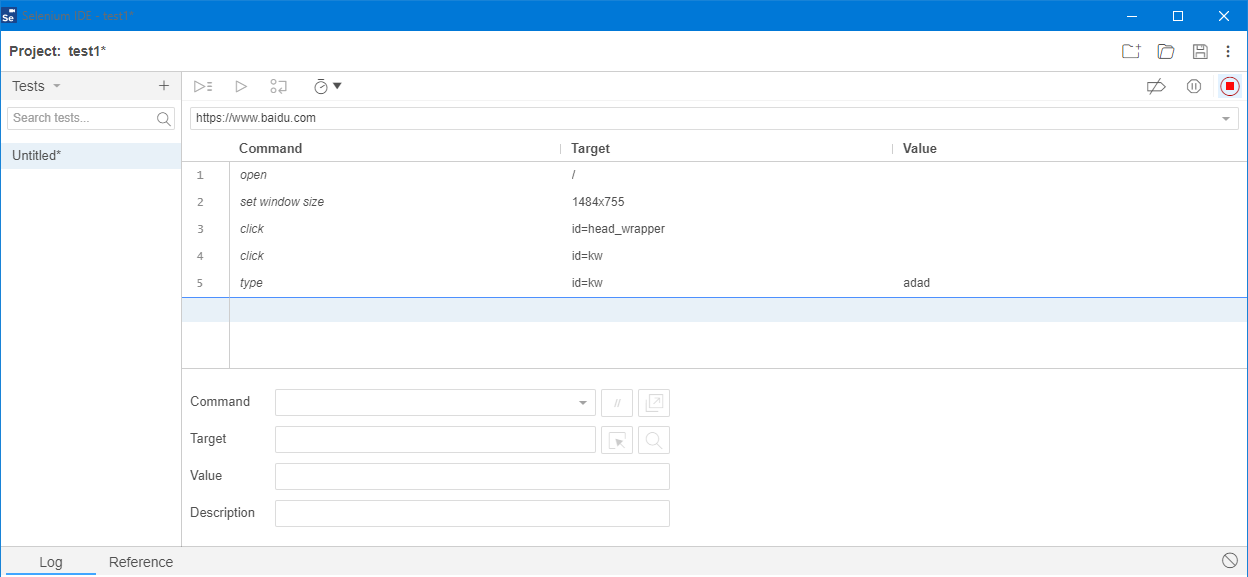 Se Selenium IDE - test1*
Project: test1*
Tests
Search tests...
Untitled*
https://www.baidu.com
Command Target Value
1 open /
2 set window size 1484x755
3 click id=head_wrapper
4 click id=kw
5 type id=kw adad
Command //
Target
Value
Description
Log Reference